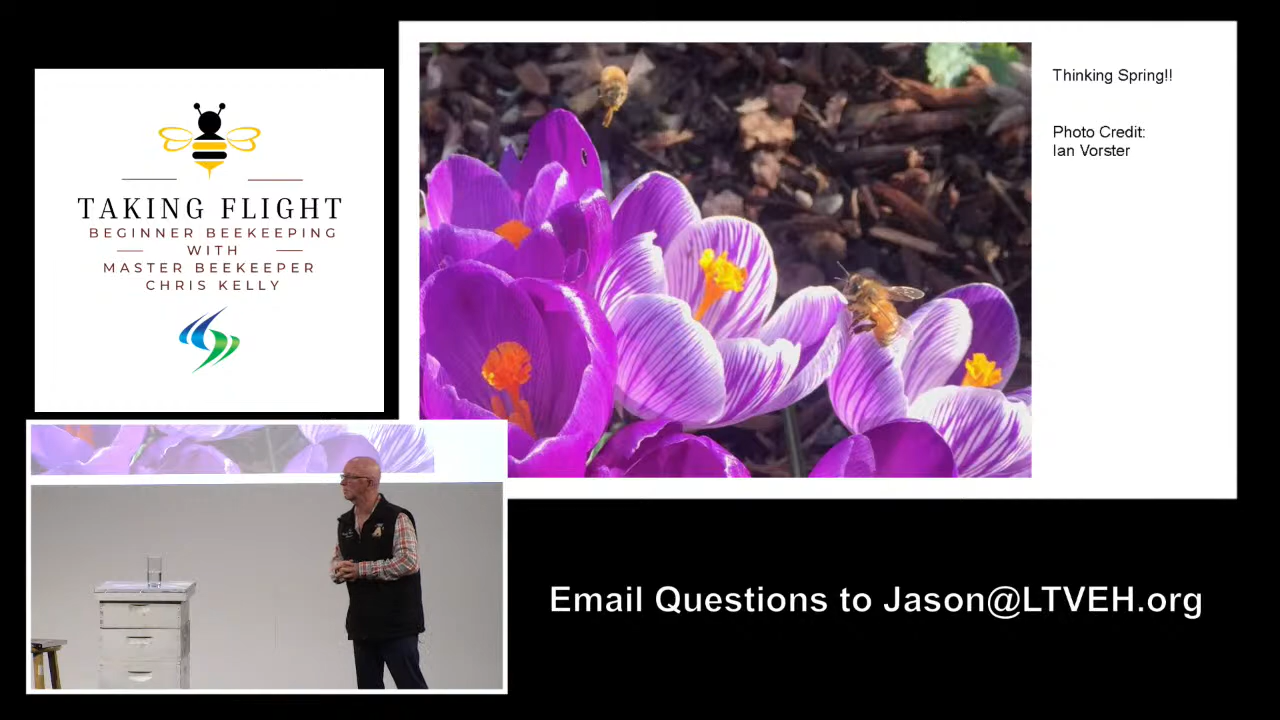 TAKING FLIGHT
BEGINNER BEEKEEPING
WITH
MASTER BEEKEEPER
CHRIS KELLY
Thinking Spring!!
Photo Credit:
Ian Vorster
Email Questions to Jason@LTVEH.org